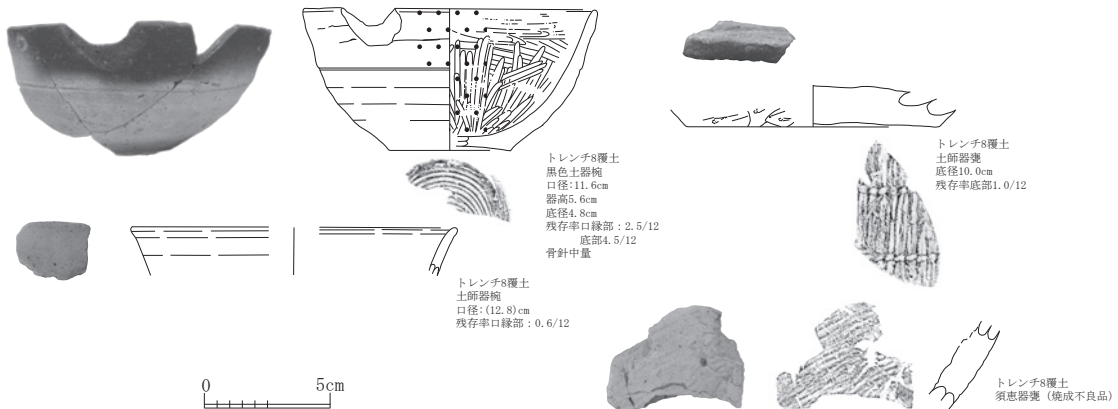 トレンチ8覆土
黒色土器椀
口径:11.6cm
器高5.6cm
底径4.8cm
残存率口縁部：2.5/12
底部4.5/12
骨針中量
トレンチ8覆土
土師器甕
底径10.0cm
残存率底部1.0/12
トレンチ8覆土
土師器椀
口径:(12.8)cm
残存率口縁部：0.6/12
0 5cm
トレンチ8覆土
須恵器甕（焼成不良品）